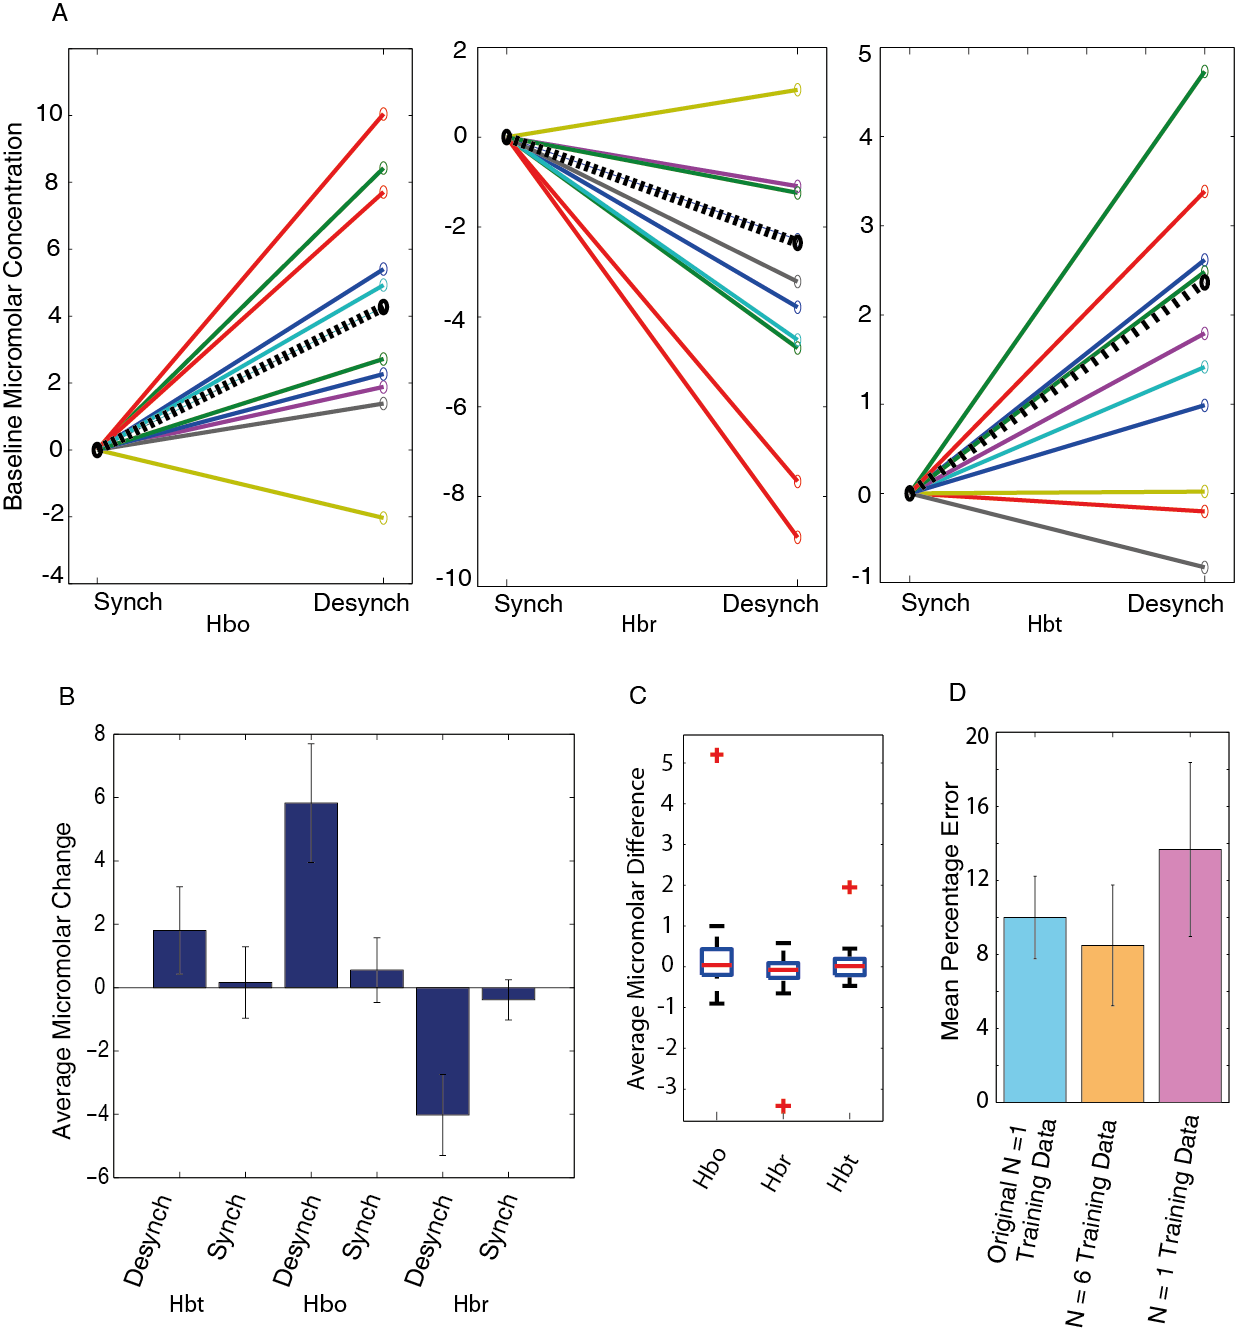 A
Baseline Micromolar Concentration
10
8
6
4
2
0
-2
-4
Synch
Desynch
Hbo
2
0
-2
-4
-6
-8
-10
Synch
Desynch
Hbr
5
4
3
2
1
0
-1
Synch
Desynch
Hbt
B
Average Micromolar Change
8
6
4
2
0
−2
−4
−6
Desynch
Synch
Desynch
Synch
Desynch
Synch
Hbt
Hbo
Hbr
C
Average Micromolar Difference
5
4
3
2
1
0
-1
-2
-3
Hbo
Hbr
Hbt
D
Mean Percentage Error
20
16
12
8
4
0
Original N =1
Training Data
N = 6 Training Data
N = 1 Training Data